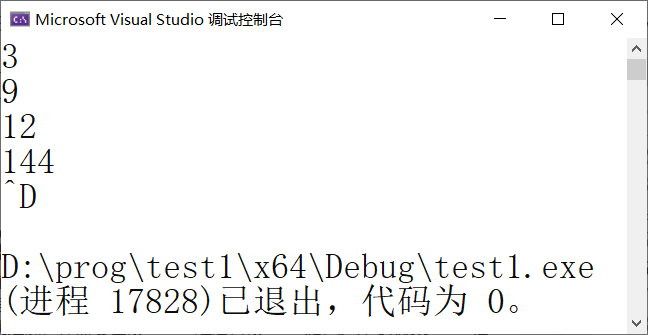 C:\
Microsoft Visual Studio 调试控制台
3
9
12
144
^D
D:\prog\test1\x64\Debug\test1.exe
(进程 17828)已退出，代码为 0。